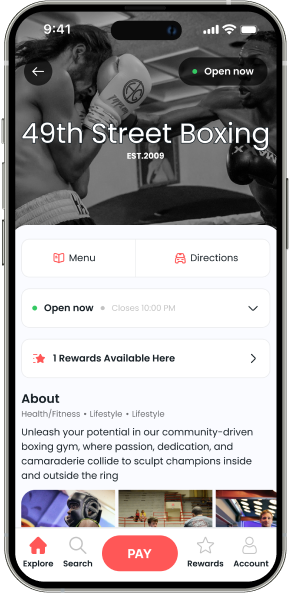 9:41
Open now
49th Street Boxing
EST.2009
Menu
Directions
Open now
Closes 10:00 PM
1 Rewards Available Here
About
Health/Fitness • Lifestyle • Lifestyle
Unleash your potential in our community-driven
boxing gym, where passion, dedication, and
camaraderie collide to sculpt champions inside
and outside the ring
Explore
Search
PAY
Rewards
Account